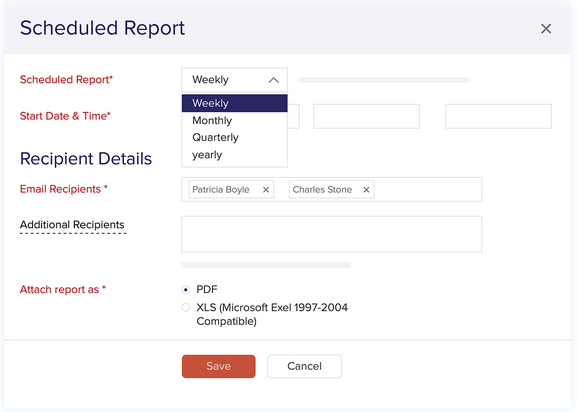 Scheduled Report
Scheduled Report*
Weekly
Weekly
Monthly
Quarterly
yearly
Start Date & Time*
Recipient Details
Email Recipients *
Patricia Boyle
Charles Stone
Additional Recipients
Attach report as *
PDF
XLS (Microsoft Exel 1997-2004
Compatible)
Save
Cancel